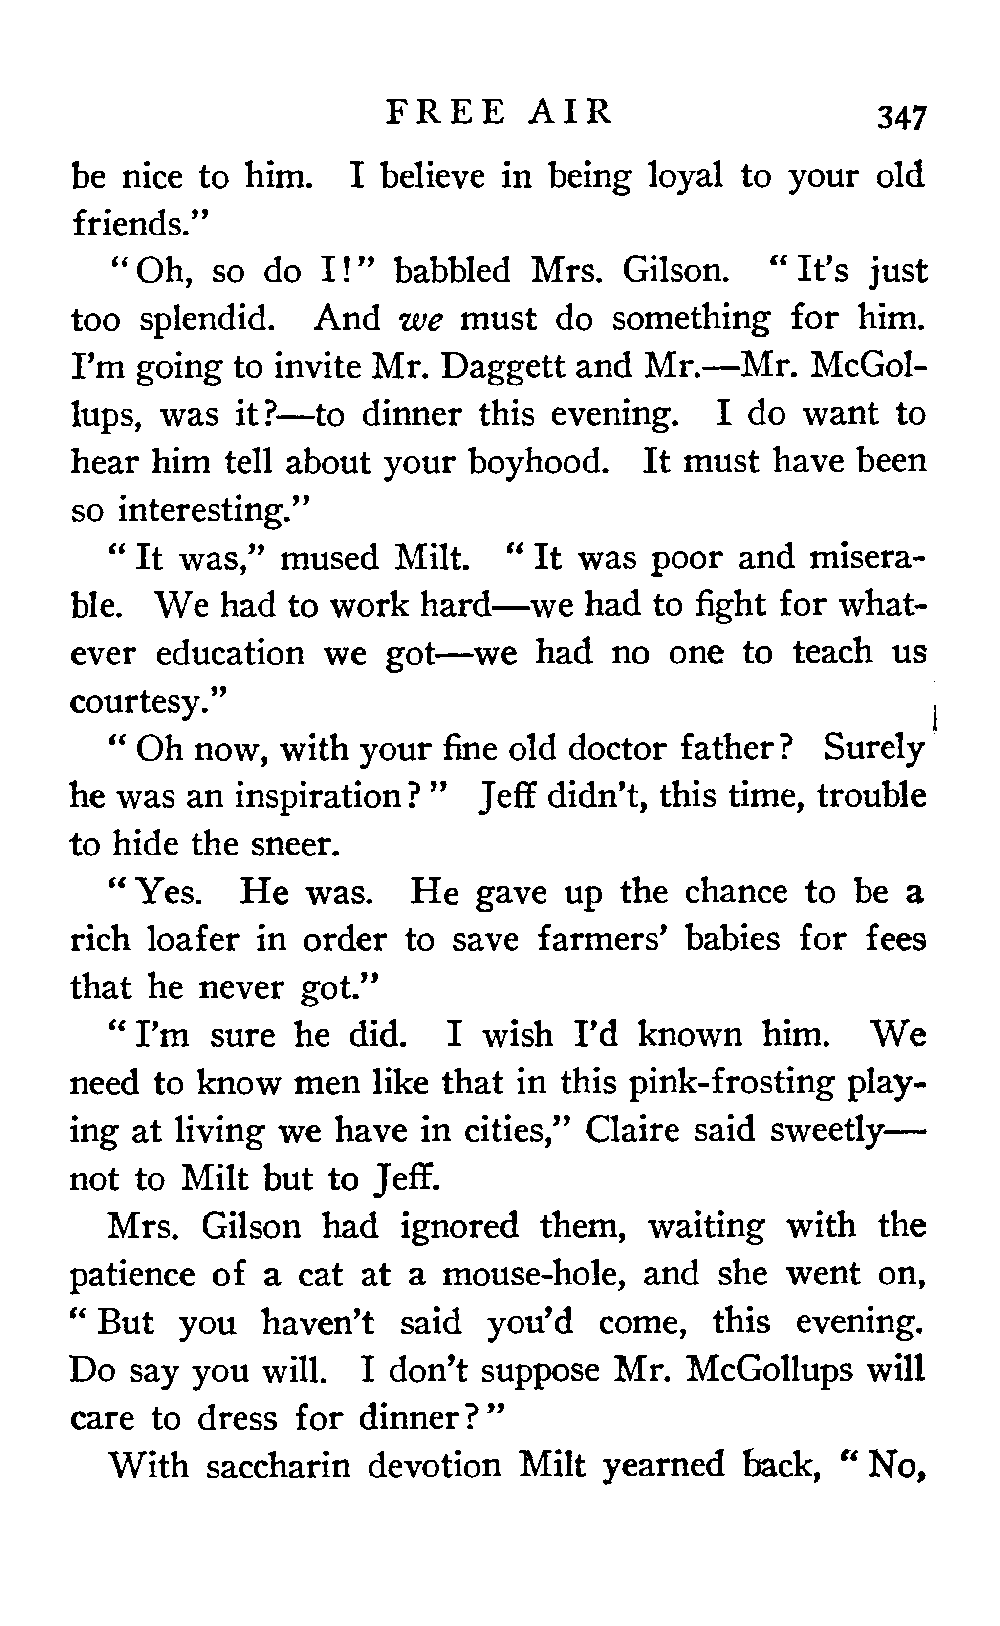 FREE AIR 347
be nice to him. I believe in being loyal to your old
friends."
"Oh, so do I!" babbled Mrs. Gilson. "It's just
too splendid. And we must do something for him.
I'm going to invite Mr. Daggett and Mr.—Mr. McGol-
lups, was it?—to dinner this evening. I do want to
hear him tell about your boyhood. It must have been
so interesting."
"It was," mused Milt. "It was poor and misera-
ble. We had to work hard—we had to fight for what-
ever education we got—we had no one to teach us
courtesy."
"Oh now, with your fine old doctor father? Surely
he was an inspiration?" Jeff didn't, this time, trouble
to hide the sneer.
"Yes. He was. He gave up the chance to be a
rich loafer in order to save farmers' babies for fees
that he never got."
"I'm sure he did. I wish I'd known him. We
need to know men like that in this pink-frosting play-
ing at living we have in cities," Claire said sweetly—
not to Milt but to Jeff.
Mrs. Gilson had ignored them, waiting with the
patience of a cat at a mouse-hole, and she went on,
"But you haven't said you'd come, this evening.
Do say you will. I don't suppose Mr. McGollups will
care to dress for dinner?"
With saccharin devotion Milt yearned back, "No,